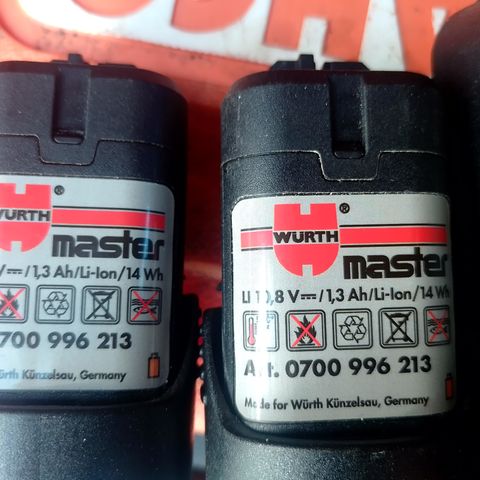 WÜRTH
master
V⎓/1,3 Ah/Li-Ion/14 Wh
0700 996 213
Würth Künzelsau, Germany
WÜRTH ®
master
LI 10,8 V⎓/1,3 Ah/Li-Ion/14 Wh
Art. 0700 996 213
Made for Würth Künzelsau, Germany